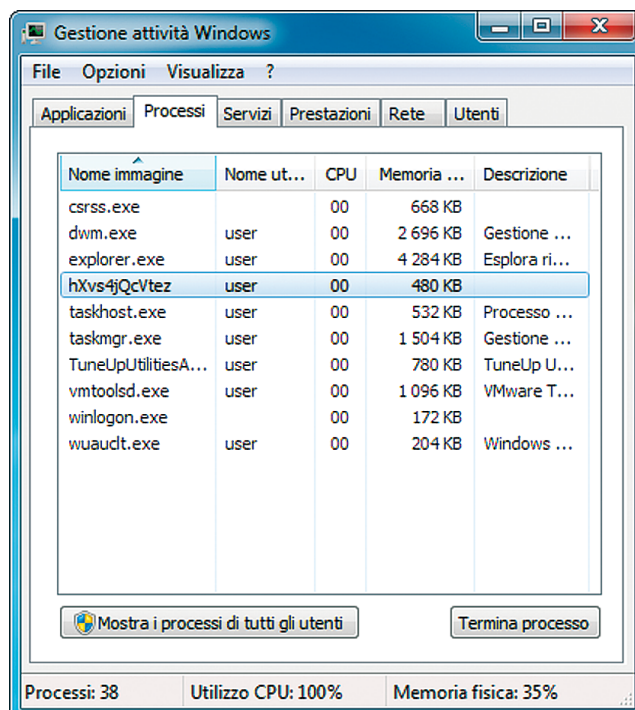 Gestione attività Windows
File Opzioni Visualizza ?
Applicazioni Processi Servizi Prestazioni Rete Utenti
Nome immagine Nome ut... CPU Memoria ... Descrizione
csrss.exe 00 668 KB
dwm.exe user 00 2 696 KB Gestione ...
explorer.exe user 00 4 284 KB Esplora ri...
hXvs4jQcVtez user 00 480 KB
taskhost.exe user 00 532 KB Processo ...
taskmgr.exe user 00 1 504 KB Gestione ...
TuneUpUtilitiesA... user 00 780 KB TuneUp U...
vmtoolsd.exe user 00 1 096 KB VMware T...
winlogon.exe 00 172 KB
wuauclt.exe user 00 204 KB Windows ...
Mostra i processi di tutti gli utenti Termina processo
Processi: 38 Utilizzo CPU: 100% Memoria fisica: 35%